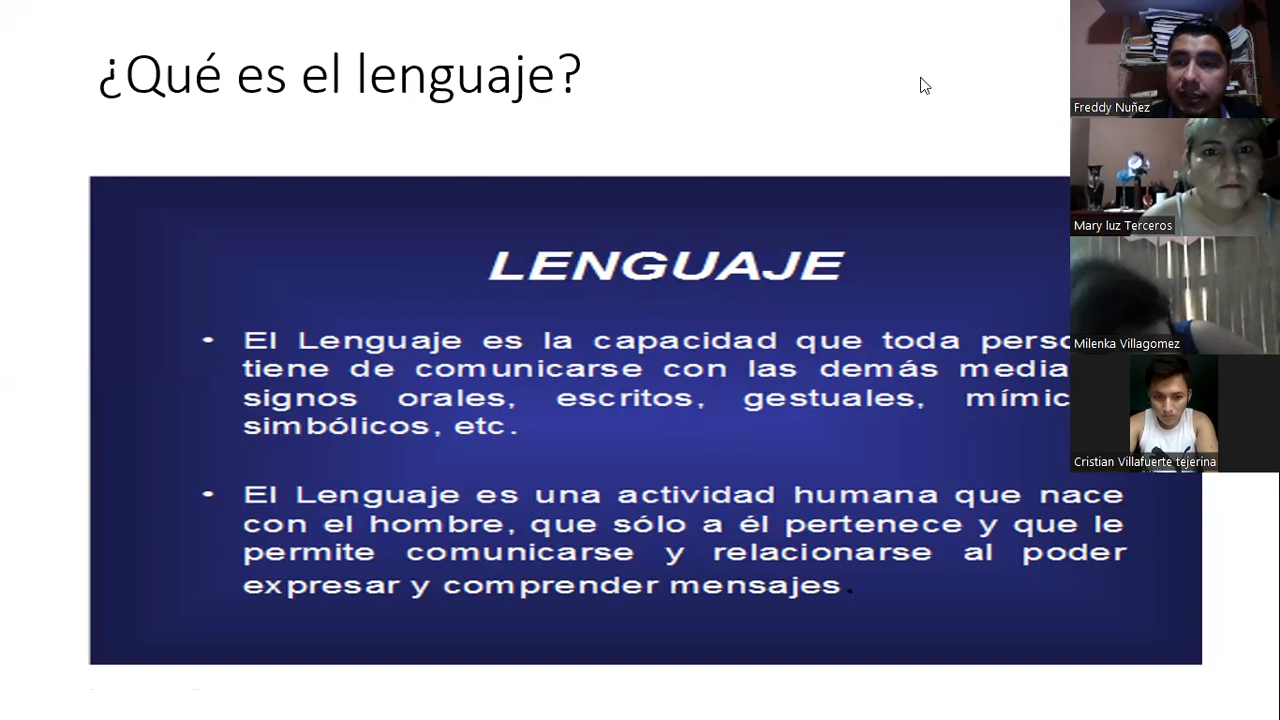 ¿Qué es el lenguaje?
LENGUAJE
• El Lenguaje es la capacidad que toda
tiene de comunicarse con las demás
signos orales, escritos, gestuales,
simbólicos, etc.
• El Lenguaje es una actividad humana que nace
con el hombre, que sólo a él pertenece y que le
permite comunicarse y relacionarse al poder
expresar y comprender mensajes.
Freddy Nuñez
Mary luz Terceros
Milenka Villagomez
Cristian Villafuerte tejerina